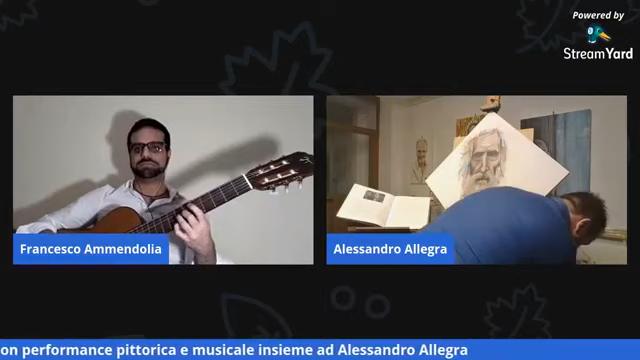 Powered by
StreamYard
Francesco Ammendolia
Alessandro Allegra
on performance pittorica e musicale insieme ad Alessandro Allegra